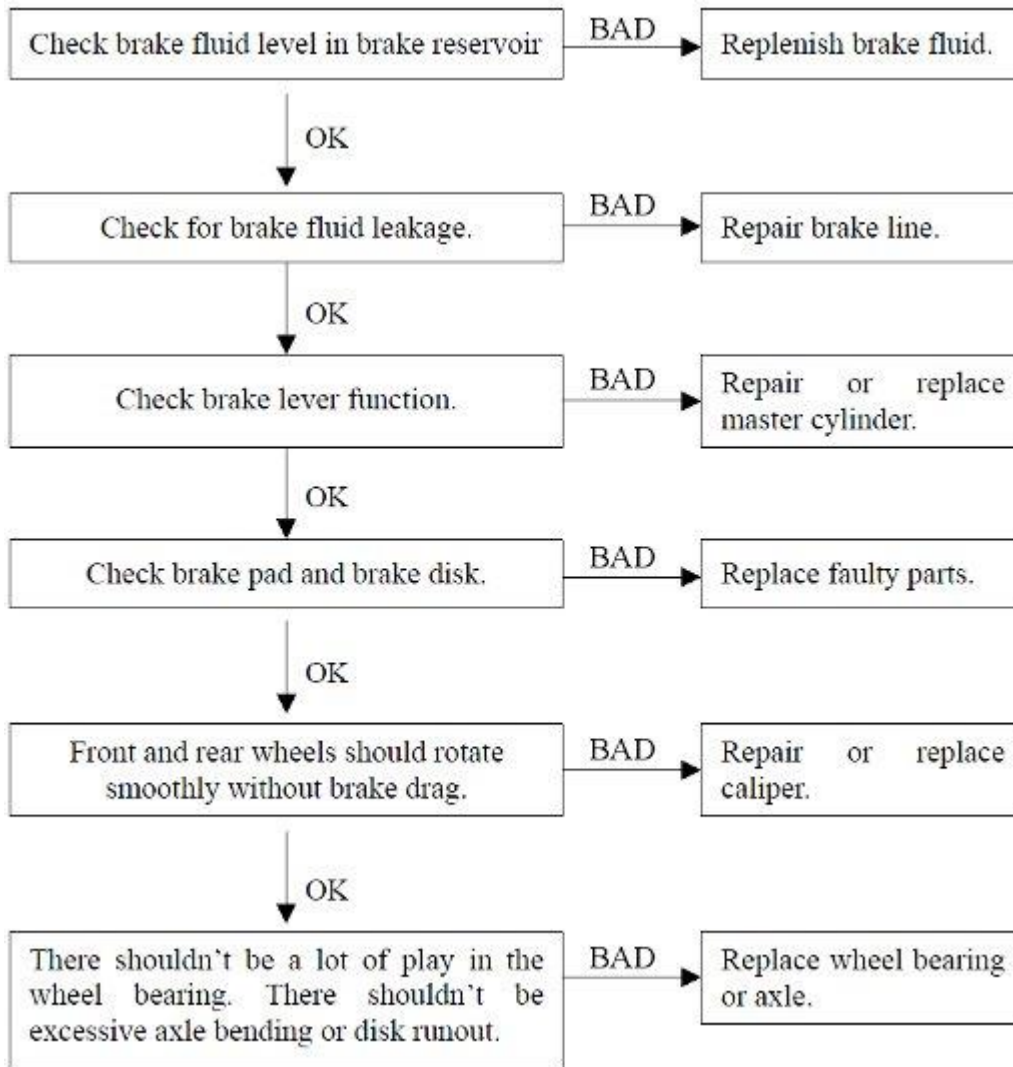 Check brake fluid level in brake reservoir
BAD
Replenish brake fluid.
OK
Check for brake fluid leakage.
BAD
Repair brake line.
OK
Check brake lever function.
BAD
Repair or replace
master cylinder.
OK
Check brake pad and brake disk.
BAD
Replace faulty parts.
OK
Front and rear wheels should rotate
smoothly without brake drag.
BAD
Repair or replace
caliper.
OK
There shouldn't be a lot of play in the
wheel bearing. There shouldn't be
excessive axle bending or disk runout.
BAD
Replace wheel bearing
or axle.